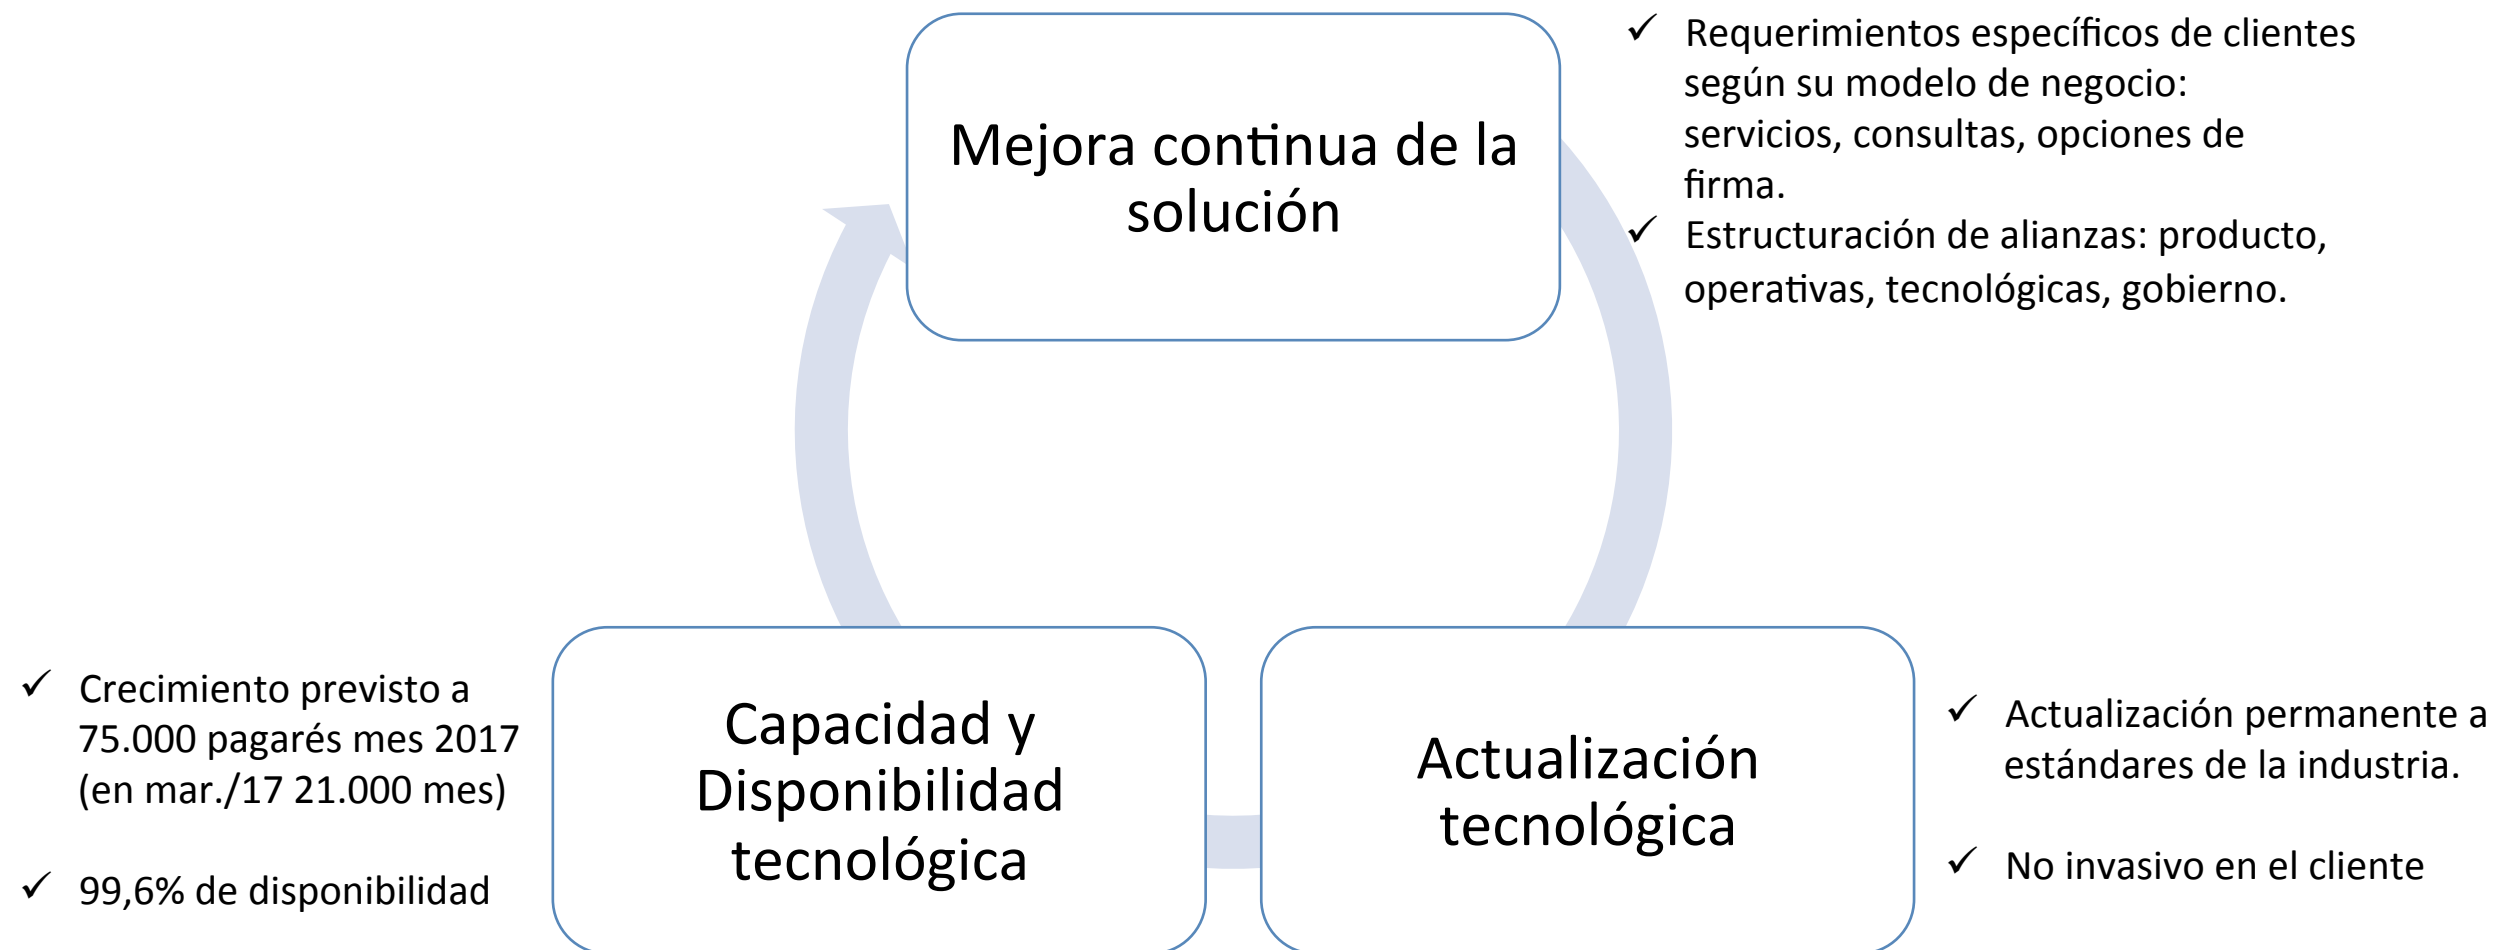 Mejora continua de la
solución
Requerimientos específicos de clientes
según su modelo de negocio:
servicios, consultas, opciones de
firma.
Estructuración de alianzas: producto,
operativas, tecnológicas, gobierno.
Crecimiento previsto a
75.000 pagarés mes 2017
(en mar./17 21.000 mes)
99,6% de disponibilidad
Capacidad y
Disponibilidad
tecnológica
Actualización
tecnológica
Actualización permanente a
estándares de la industria.
No invasivo en el cliente